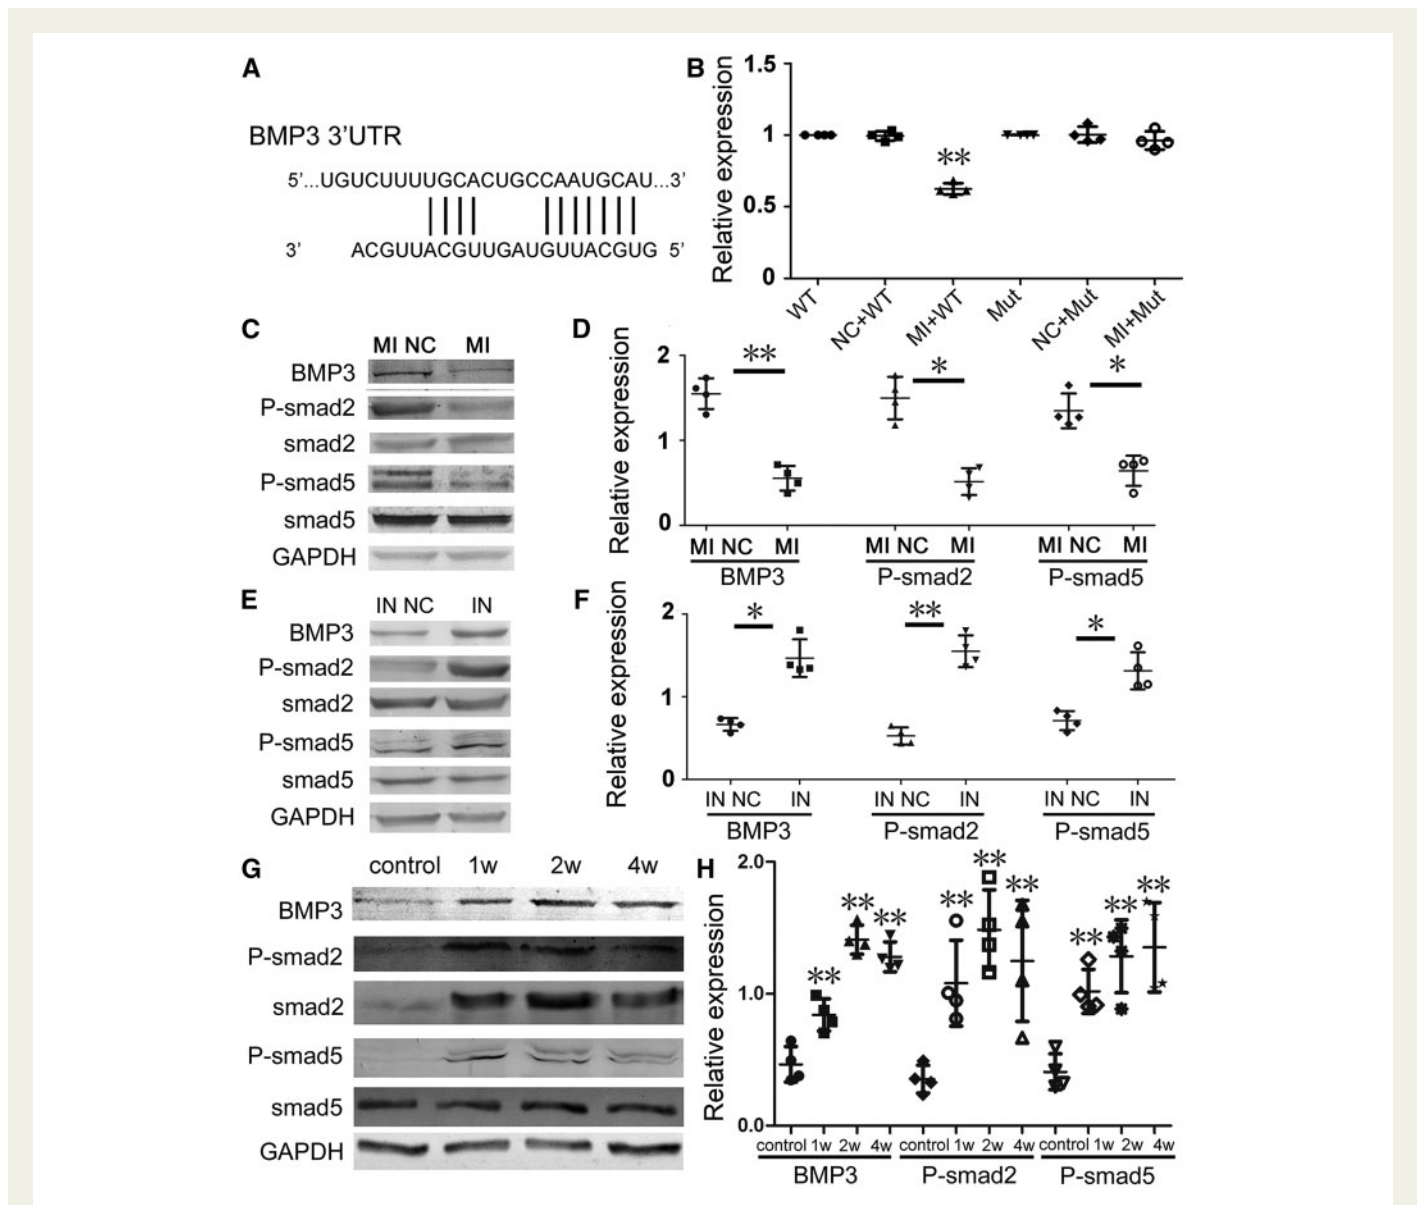 A
BMP3 3'UTR
5'...UGUCUUUUUGCACUGCCAAUGCAU...3'
3' ACGUUACGUUGAUGUUACGUG 5'
B
Relative expression
1.5
1
0.5
0
**
WT
NC+WT
MI+WT
Mut
NC+Mut
MI+Mut
C
MI NC MI
BMP3
P-smad2
smad2
P-smad5
smad5
GAPDH
D
Relative expression
2
1
0
** * *
MI NC MI MI NC MI MI NC MI
BMP3 P-smad2 P-smad5
E
IN NC IN
BMP3
P-smad2
smad2
P-smad5
smad5
GAPDH
F
Relative expression
2
1
0
* ** *
IN NC IN IN NC IN IN NC IN
BMP3 P-smad2 P-smad5
G
control 1w 2w 4w
BMP3
P-smad2
smad2
P-smad5
smad5
GAPDH
H
Relative expression
2.0
1.0
0.0
** ** ** ** ** ** ** ** **
control 1w 2w 4w control 1w 2w 4w control 1w 2w 4w
BMP3 P-smad2 P-smad5